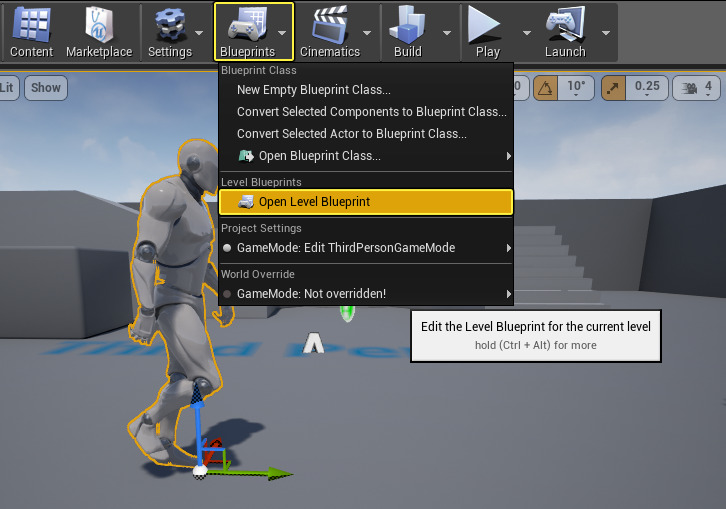 Content
Marketplace
Settings
Blueprints
Cinematics
Build
Play
Launch
Lit
Show
0
10°
0.25
4
Blueprint Class
New Empty Blueprint Class...
Convert Selected Components to Blueprint Class...
Convert Selected Actor to Blueprint Class...
Open Blueprint Class...
Level Blueprints
Open Level Blueprint
Project Settings
GameMode: Edit ThirdPersonGameMode
World Override
GameMode: Not overridden!
Edit the Level Blueprint for the current level
hold (Ctrl + Alt) for more